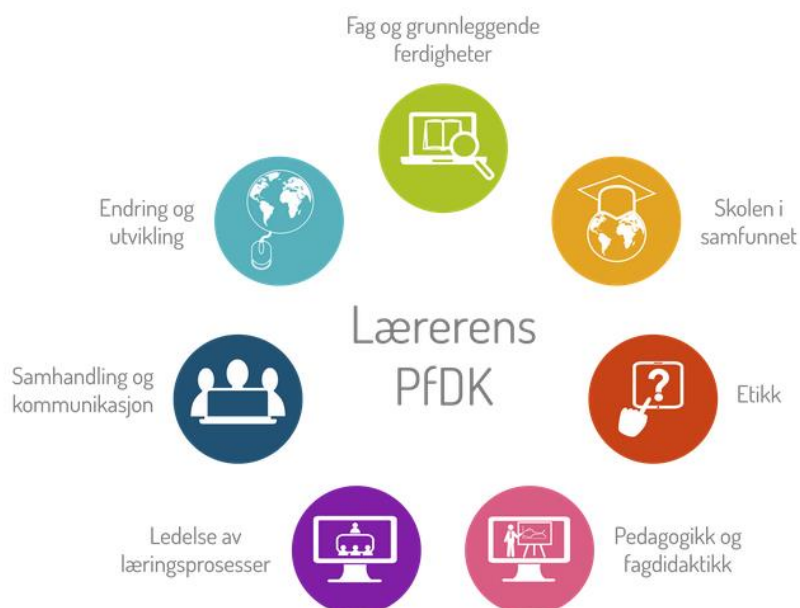 Fag og grunnleggende
ferdigheter
Endring og
utvikling
Skolen i
samfunnet
Lærerens
PfDK
Samhandling og
kommunikasjon
?
Etikk
Ledelse av
læringsprosesser
Pedagogikk og
fagdidaktikk